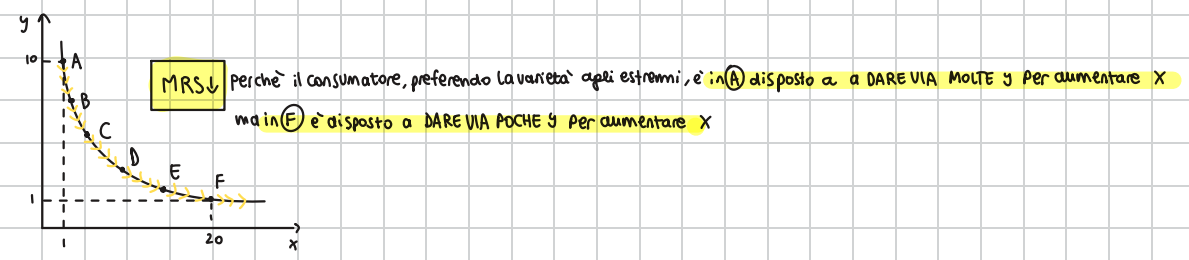 y
10
A
B
C
D
E
F
1
1
20
x
MRS↓ Perchè il consumatore, preferendo la varietà agli estremi, è in A disposto a a DARE VIA MOLTE y Per aumentare X
ma in F è disposto a DARE VIA POCHE y Per aumentare X